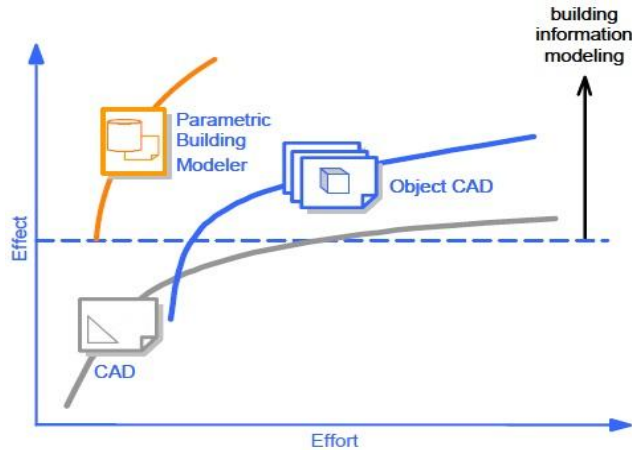 building
information
modeling
Parametric
Building
Modeler
Object CAD
Effect
CAD
Effort